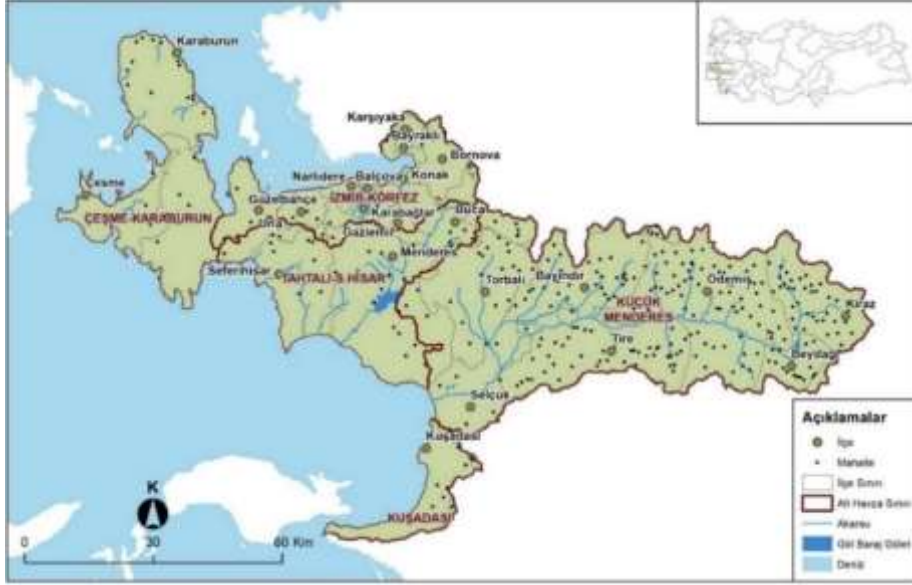 Karaburun
Karşıyaka
Bayraklı
Bornova
Narlıdere Balçova Konak
Çeşme
Güzelbahçe
İZMİR-KÖRFEZ
ÇEŞME-KARABURUN
Karabağlar
Buca
Urla
Gaziemir
Menderes
Seferihisar
TAHTALI-S.HİSAR
Torbalı
Bayındır
Ödemiş
KÜÇÜK
MENDERES
Kiraz
Tire
Beydağ
Selçuk
Kuşadası
KUŞADASI
K
0 30 60 Km
Açıklamalar
İlçe
Mahalle
İlçe Sınırı
Alt Havza Sınırı
Akarsu
Göl Baraj Gölet
Deniz